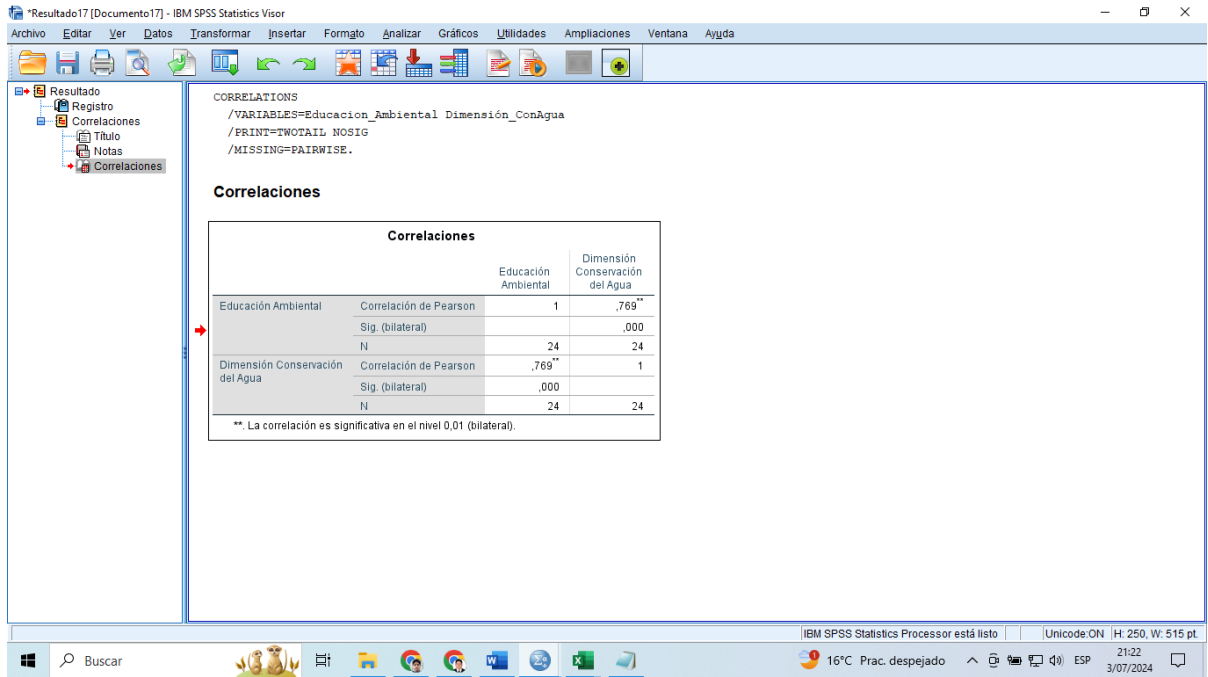 *Resultado17 [Documento17] - IBM SPSS Statistics Visor
Archivo Editar Ver Datos Transformar Insertar Formato Analizar Gráficos Utilidades Ampliaciones Ventana Ayuda
Resultado
Registro
Correlaciones
Título
Notas
Correlaciones
CORRELATIONS
/VARIABLES=Educacion_Ambiental Dimensión_ConAgua
/PRINT=TWOTAIL NOSIG
/MISSING=PAIRWISE.
Correlaciones
Correlaciones
Educación Ambiental
Dimensión Conservación del Agua
Educación Ambiental Correlación de Pearson 1 ,769**
Sig. (bilateral) ,000
N 24 24
Dimensión Conservación del Agua Correlación de Pearson ,769** 1
Sig. (bilateral) ,000
N 24 24
**. La correlación es significativa en el nivel 0,01 (bilateral).
IBM SPSS Statistics Processor está listo Unicode:ON H: 250, W: 515 pt.
Buscar
16°C Prac. despejado ESP
21:22
3/07/2024